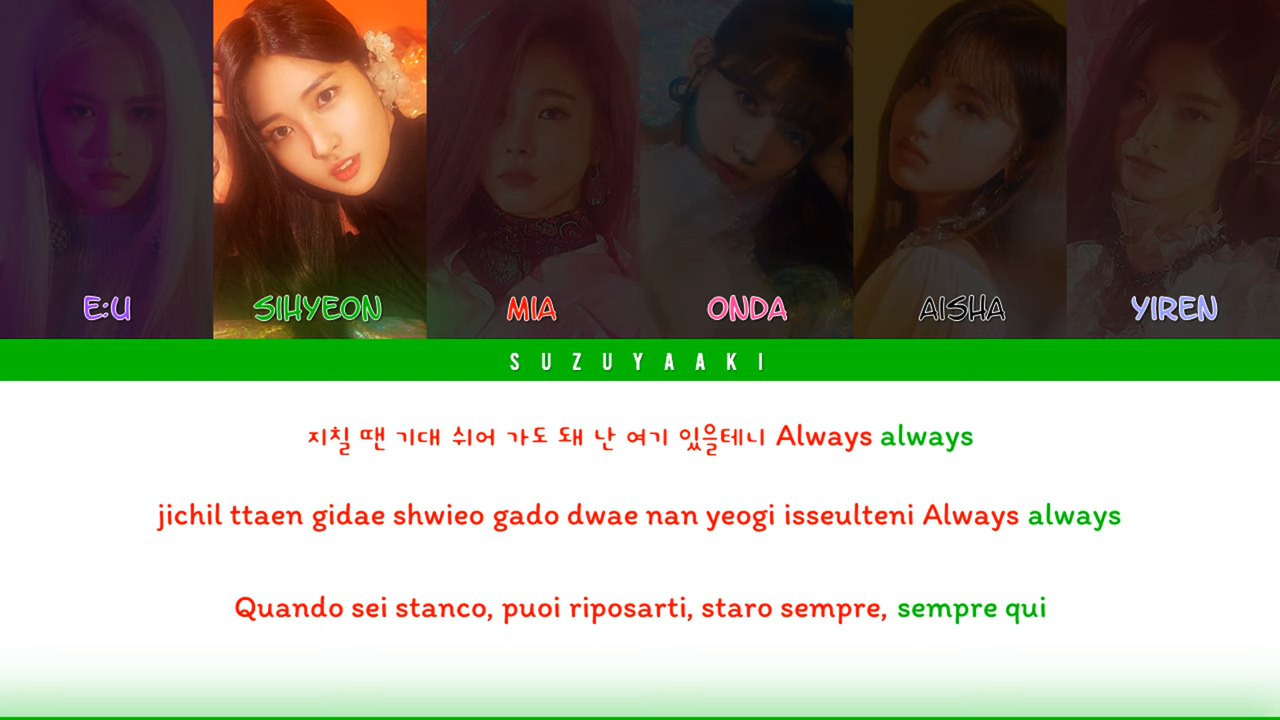 E:U SIHYEON MIA ONDA AISHA YIREN
SUZUYAAKI
지칠 땐 기대 쉬어 가도 돼 난 여기 있을테니 Always always
jichil ttaen gidae shwieo gado dwae nan yeogi isseulteni Always always
Quando sei stanco, puoi riposarti, staro sempre, sempre qui